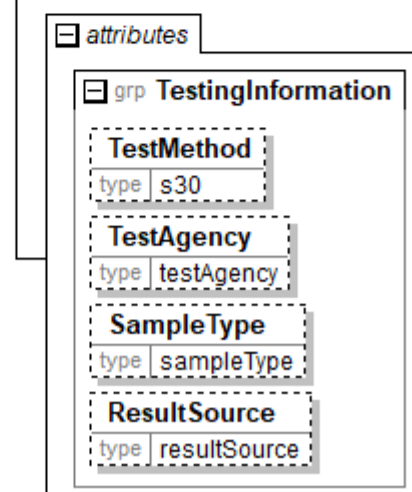 attributes
grp TestingInformation
TestMethod
type s30
TestAgency
type testAgency
SampleType
type sampleType
ResultSource
type resultSource